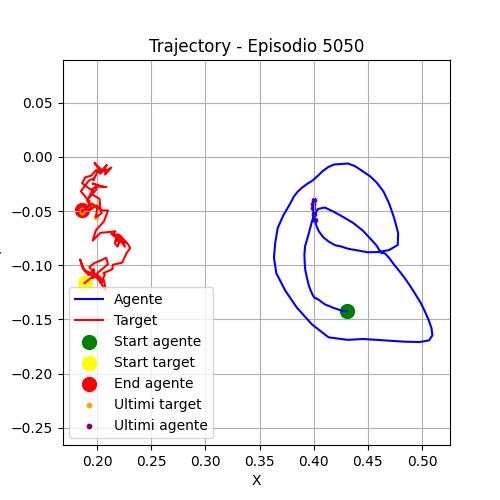 Trajectory - Episodio 5050
0.05
0.00
−0.05
−0.10
−0.15
−0.20
−0.25
Agente
Target
Start agente
Start target
End agente
Ultimi target
Ultimi agente
0.20 0.25 0.30 0.35 0.40 0.45 0.50
X